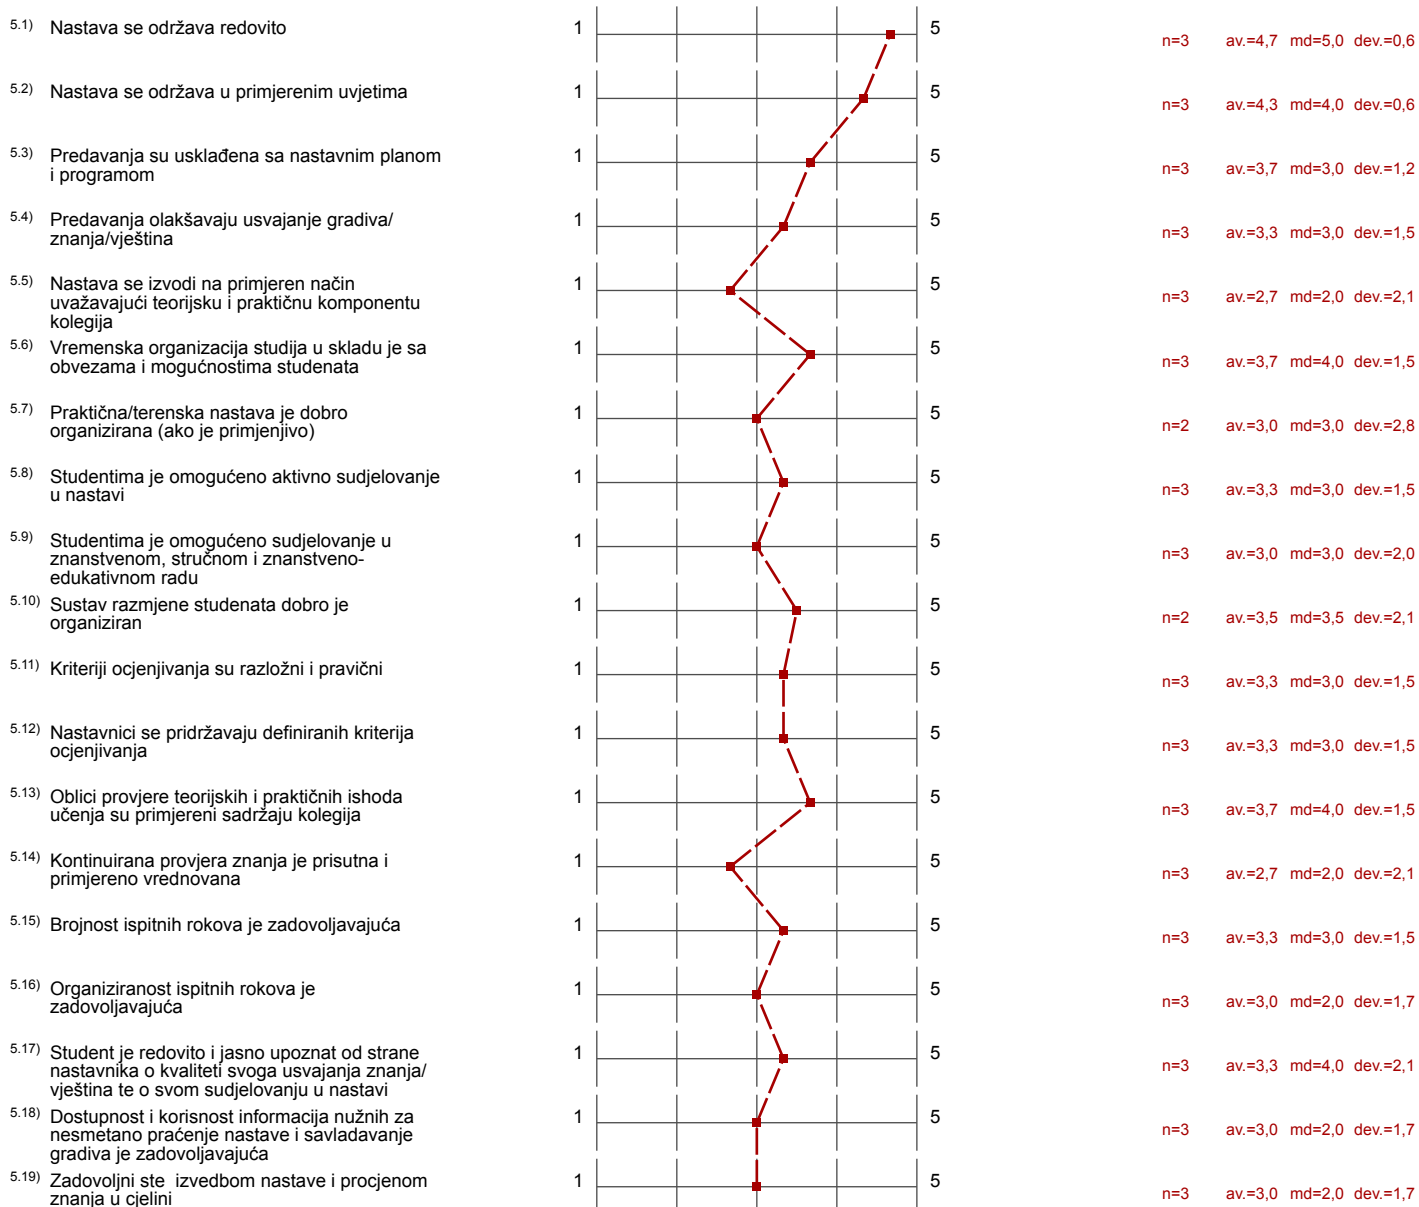 5.1) Nastava se održava redovito 1 5 n=3 av.=4,7 md=5,0 dev.=0,6
5.2) Nastava se održava u primjerenim uvjetima 1 5 n=3 av.=4,3 md=4,0 dev.=0,6
5.3) Predavanja su usklađena sa nastavnim planom
i programom 1 5 n=3 av.=3,7 md=3,0 dev.=1,2
5.4) Predavanja olakšavaju usvajanje gradiva/
znanja/vještina 1 5 n=3 av.=3,3 md=3,0 dev.=1,5
5.5) Nastava se izvodi na primjeren način
uvažavajući teorijsku i praktičnu komponentu
kolegija 1 5 n=3 av.=2,7 md=2,0 dev.=2,1
5.6) Vremenska organizacija studija u skladu je sa
obvezama i mogućnostima studenata 1 5 n=3 av.=3,7 md=4,0 dev.=1,5
5.7) Praktična/terenska nastava je dobro
organizirana (ako je primjenjivo) 1 5 n=2 av.=3,0 md=3,0 dev.=2,8
5.8) Studentima je omogućeno aktivno sudjelovanje
u nastavi 1 5 n=3 av.=3,3 md=3,0 dev.=1,5
5.9) Studentima je omogućeno sudjelovanje u
znanstvenom, stručnom i znanstveno-
edukativnom radu 1 5 n=3 av.=3,0 md=3,0 dev.=2,0
5.10) Sustav razmjene studenata dobro je
organiziran 1 5 n=2 av.=3,5 md=3,5 dev.=2,1
5.11) Kriteriji ocjenjivanja su razložni i pravični 1 5 n=3 av.=3,3 md=3,0 dev.=1,5
5.12) Nastavnici se pridržavaju definiranih kriterija
ocjenjivanja 1 5 n=3 av.=3,3 md=3,0 dev.=1,5
5.13) Oblici provjere teorijskih i praktičnih ishoda
učenja su primjereni sadržaju kolegija 1 5 n=3 av.=3,7 md=4,0 dev.=1,5
5.14) Kontinuirana provjera znanja je prisutna i
primjereno vrednovana 1 5 n=3 av.=2,7 md=2,0 dev.=2,1
5.15) Brojnost ispitnih rokova je zadovoljavajuća 1 5 n=3 av.=3,3 md=3,0 dev.=1,5
5.16) Organiziranost ispitnih rokova je
zadovoljavajuća 1 5 n=3 av.=3,0 md=2,0 dev.=1,7
5.17) Student je redovito i jasno upoznat od strane
nastavnika o kvaliteti svoga usvajanja znanja/
vještina te o svom sudjelovanju u nastavi 1 5 n=3 av.=3,3 md=4,0 dev.=2,1
5.18) Dostupnost i korisnost informacija nužnih za
nesmetano praćenje nastave i savladavanje
gradiva je zadovoljavajuća 1 5 n=3 av.=3,0 md=2,0 dev.=1,7
5.19) Zadovoljni ste izvedbom nastave i procjenom
znanja u cjelini 1 5 n=3 av.=3,0 md=2,0 dev.=1,7